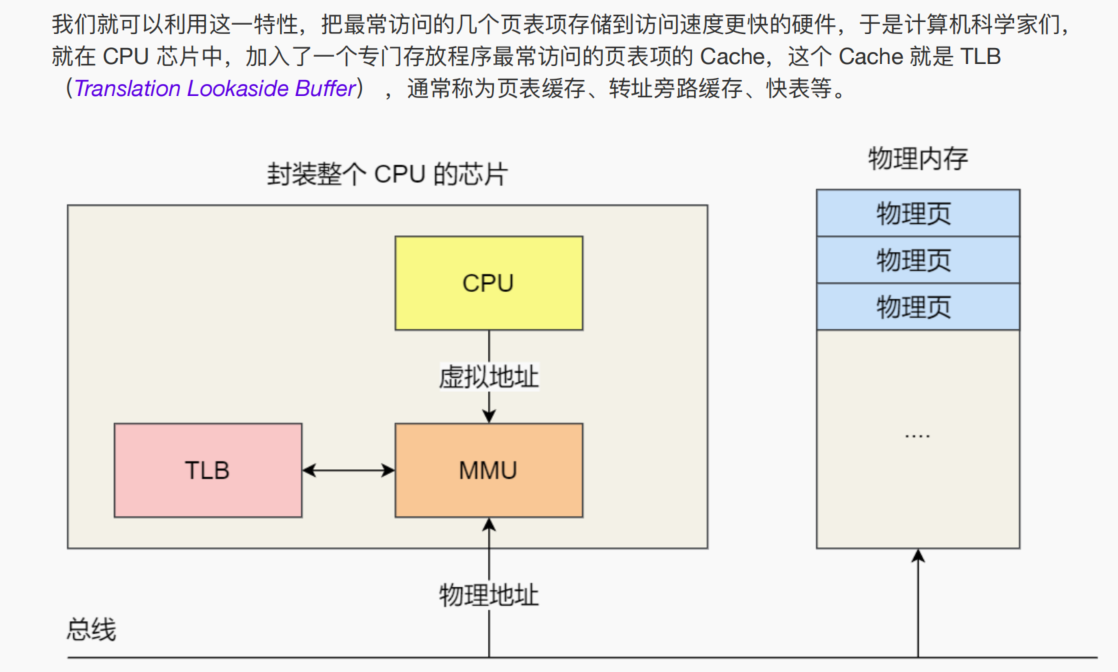 我们就可以利用这一特性，把最常访问的几个页表项存储到访问速度更快的硬件，于是计算机科学家们，
就在 CPU 芯片中，加入了一个专门存放程序最常访问的页表项的 Cache，这个 Cache 就是 TLB
（Translation Lookaside Buffer） ，通常称为页表缓存、转址旁路缓存、快表等。
物理内存
封装整个 CPU 的芯片
物理页
物理页
物理页
CPU
虚拟地址
TLB
MMU
....
物理地址
总线